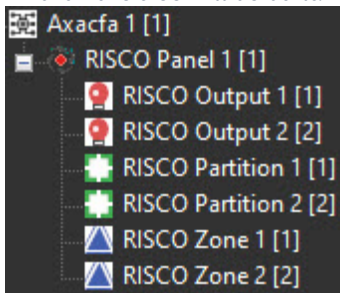 Axacfa 1 [1]
RISCO Panel 1 [1]
RISCO Output 1 [1]
RISCO Output 2 [2]
RISCO Partition 1 [1]
RISCO Partition 2 [2]
RISCO Zone 1 [1]
RISCO Zone 2 [2]